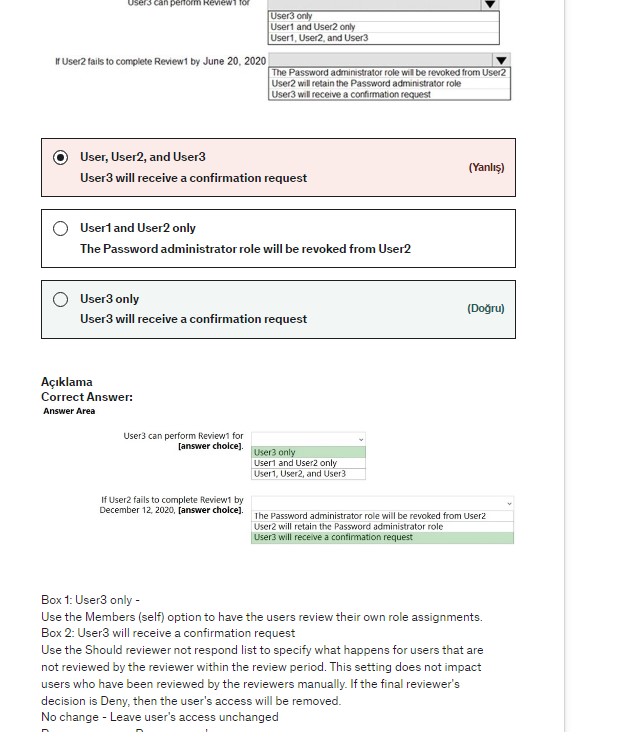 User3 can perform Review1 for
User3 only
User1 and User2 only
User1, User2, and User3
If User2 fails to complete Review1 by June 20, 2020
The Password administrator role will be revoked from User2
User2 will retain the Password administrator role
User3 will receive a confirmation request
User, User2, and User3
User3 will receive a confirmation request
(Yanlış)
User1 and User2 only
The Password administrator role will be revoked from User2
User3 only
User3 will receive a confirmation request
(Doğru)
Açıklama
Correct Answer:
Answer Area
User3 can perform Review1 for
[answer choice].
User3 only
User1 and User2 only
User1, User2, and User3
If User2 fails to complete Review1 by
December 12, 2020, [answer choice].
The Password administrator role will be revoked from User2
User2 will retain the Password administrator role
User3 will receive a confirmation request
Box 1: User3 only -
Use the Members (self) option to have the users review their own role assignments.
Box 2: User3 will receive a confirmation request
Use the Should reviewer not respond list to specify what happens for users that are
not reviewed by the reviewer within the review period. This setting does not impact
users who have been reviewed by the reviewers manually. If the final reviewer's
decision is Deny, then the user's access will be removed.
No change - Leave user's access unchanged